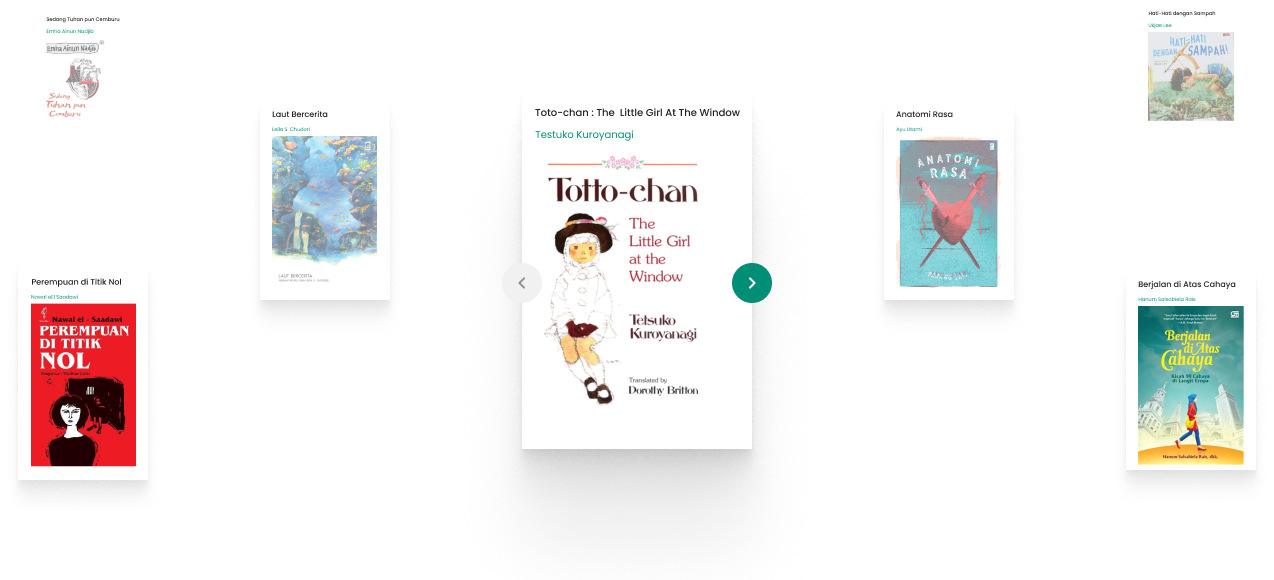 Sedang Tuhan pun Cemburu
Emha Ainun Nadjib
Emha Ainun Nadjib
Sedang
Tuhan pun
Cemburu
Laut Bercerita
Leila S. Chudori
LAUT BERCERITA
Toto-chan : The Little Girl At The Window
Testuko Kuroyanagi
Totto-chan
The
Little Girl
at the
Window
Tetsuko
Kuroyanagi
Translated by
Dorothy Britton
Anatomi Rasa
Ayu Utami
ANATOMI
RASA
Hati-Hati dengan Sampah
Ukjae Lee
HATI-HATI
DENGAN SAMPAH!
Perempuan di Titik Nol
Nawal el Saadawi
Nawal el - Saadawi
PEREMPUAN
DI TITIK
NOL
Berjalan di Atas Cahaya
Hanum Salsabiela Rais
Berjalan
di Atas
Cahaya
Kisah 99 Cahaya
di Langit Eropa
Hanum Salsabiela Rais, dkk.